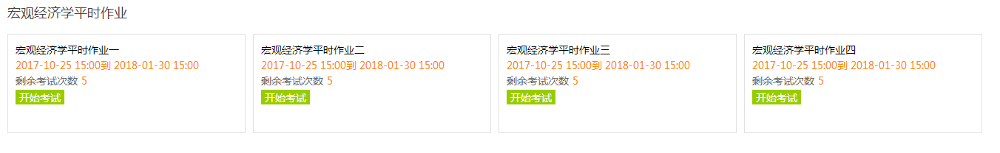 宏观经济学平时作业
宏观经济学平时作业一
2017-10-25 15:00到 2018-01-30 15:00
剩余考试次数 5
开始考试
宏观经济学平时作业二
2017-10-25 15:00到 2018-01-30 15:00
剩余考试次数 5
开始考试
宏观经济学平时作业三
2017-10-25 15:00到 2018-01-30 15:00
剩余考试次数 5
开始考试
宏观经济学平时作业四
2017-10-25 15:00到 2018-01-30 15:00
剩余考试次数 5
开始考试